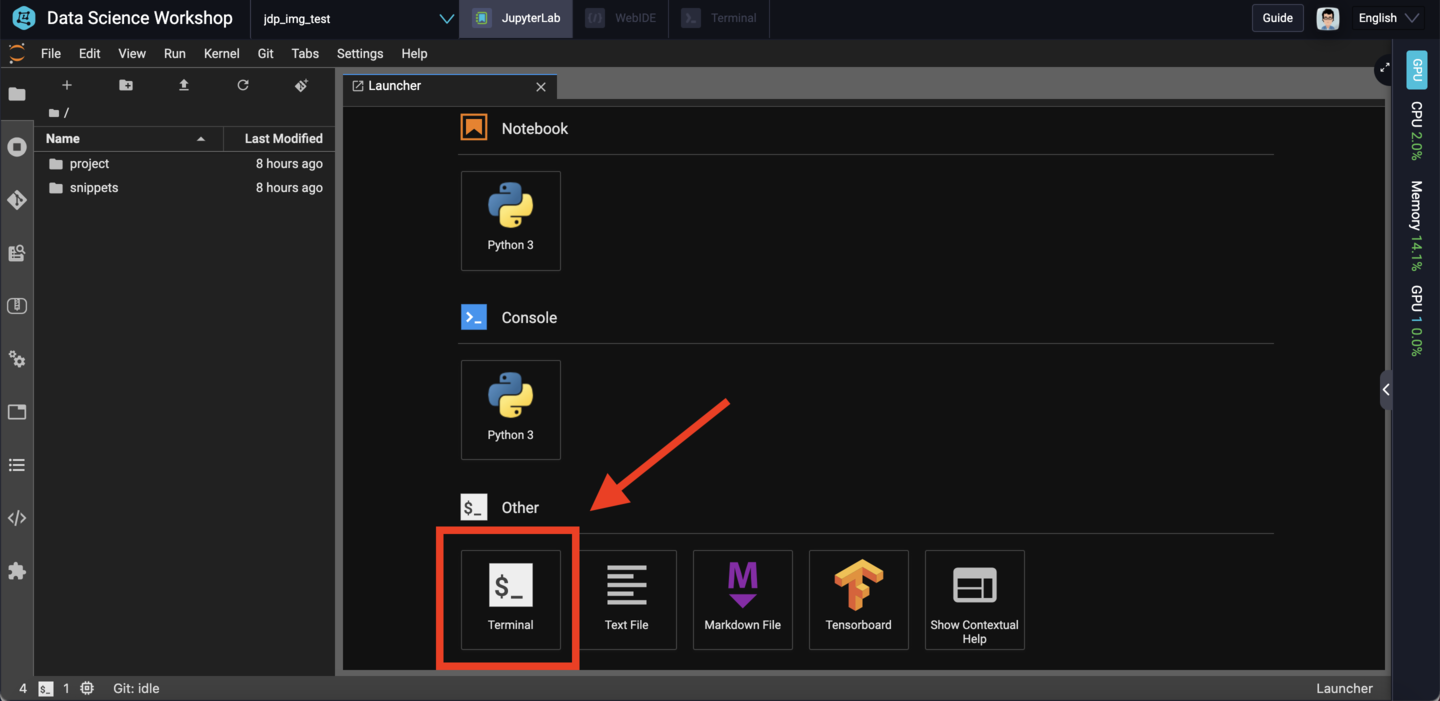 Data Science Workshop
jdp_img_test
JupyterLab
WebIDE
Terminal
Guide
English
File Edit View Run Kernel Git Tabs Settings Help
/
Name Last Modified
project 8 hours ago
snippets 8 hours ago
Launcher
Notebook
Python 3
>_ Console
Python 3
$_ Other
$_
Terminal
Text File
M
Markdown File
Tensorboard
Show Contextual
Help
GPU
CPU 2.0%
Memory 14.1%
GPU 1 0.0%
4 $_ 1 Git: idle
Launcher